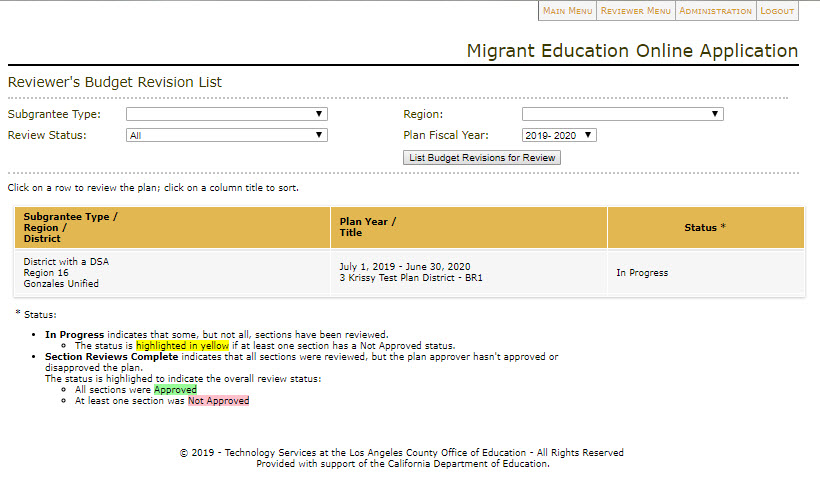 Main Menu Reviewer Menu Administration Logout
Migrant Education Online Application
Reviewer's Budget Revision List
Subgrantee Type: Region:
Review Status: All Plan Fiscal Year: 2019- 2020
List Budget Revisions for Review
Click on a row to review the plan; click on a column title to sort.
Subgrantee Type /
Region /
District
Plan Year /
Title
Status *
District with a DSA
Region 16
Gonzales Unified
July 1, 2019 - June 30, 2020
3 Krissy Test Plan District - BR1
In Progress
* Status:
• In Progress indicates that some, but not all, sections have been reviewed.
○ The status is highlighted in yellow if at least one section has a Not Approved status.
• Section Reviews Complete indicates that all sections were reviewed, but the plan approver hasn't approved or
disapproved the plan.
The status is highlighed to indicate the overall review status:
○ All sections were Approved
○ At least one section was Not Approved
© 2019 - Technology Services at the Los Angeles County Office of Education - All Rights Reserved
Provided with support of the California Department of Education.